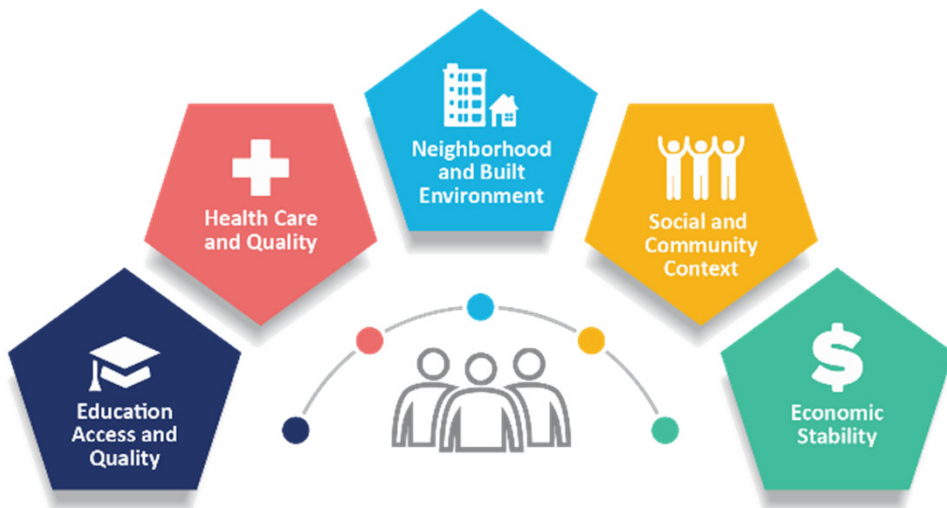 Education
Access and
Quality
Health Care
and Quality
Neighborhood
and Built
Environment
Social and
Community
Context
$
Economic
Stability